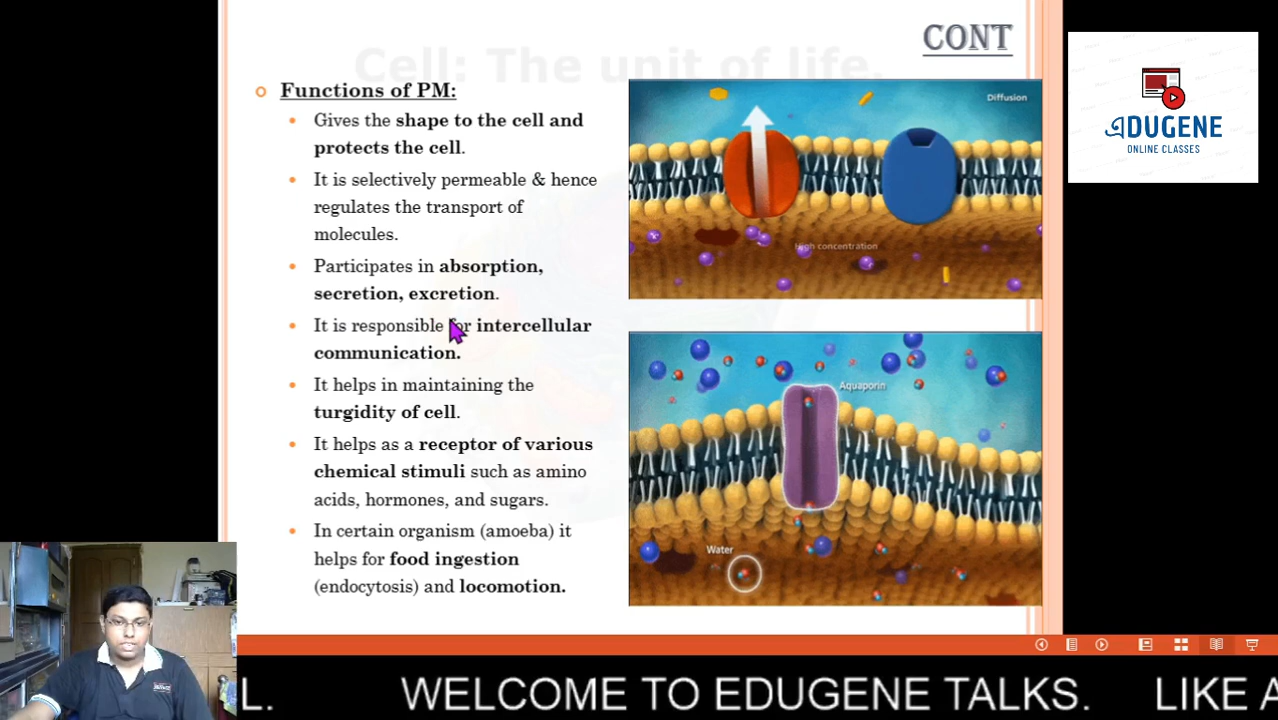 CONT
Cell: The unit of life.
Functions of PM:
Gives the shape to the cell and
protects the cell.
It is selectively permeable & hence
regulates the transport of
molecules.
Participates in absorption,
secretion, excretion.
It is responsible for intercellular
communication.
It helps in maintaining the
turgidity of cell.
It helps as a receptor of various
chemical stimuli such as amino
acids, hormones, and sugars.
In certain organism (amoeba) it
helps for food ingestion
(endocytosis) and locomotion.
Diffusion
High concentration
Aquaporin
Water
ADUGENE
ONLINE CLASSES
L. WELCOME TO EDUGENE TALKS. LIKE A